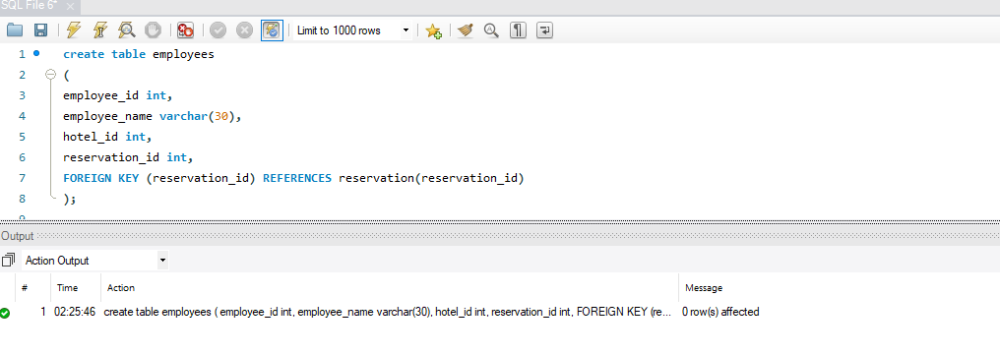 SQL File 6*
Limit to 1000 rows
1 create table employees
2 (
3 employee_id int,
4 employee_name varchar(30),
5 hotel_id int,
6 reservation_id int,
7 FOREIGN KEY (reservation_id) REFERENCES reservation(reservation_id)
8 );
Output
Action Output
# Time Action Message
1 02:25:46 create table employees ( employee_id int, employee_name varchar(30), hotel_id int, reservation_id int, FOREIGN KEY (re... 0 row(s) affected